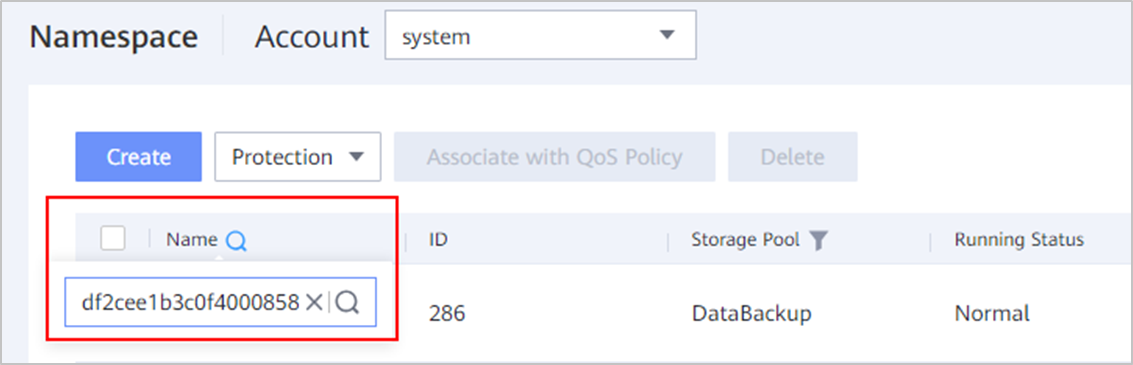 Namespace Account system
Create Protection Associate with QoS Policy Delete
Name ID Storage Pool Running Status
df2cee1b3c0f4000858 286 DataBackup Normal